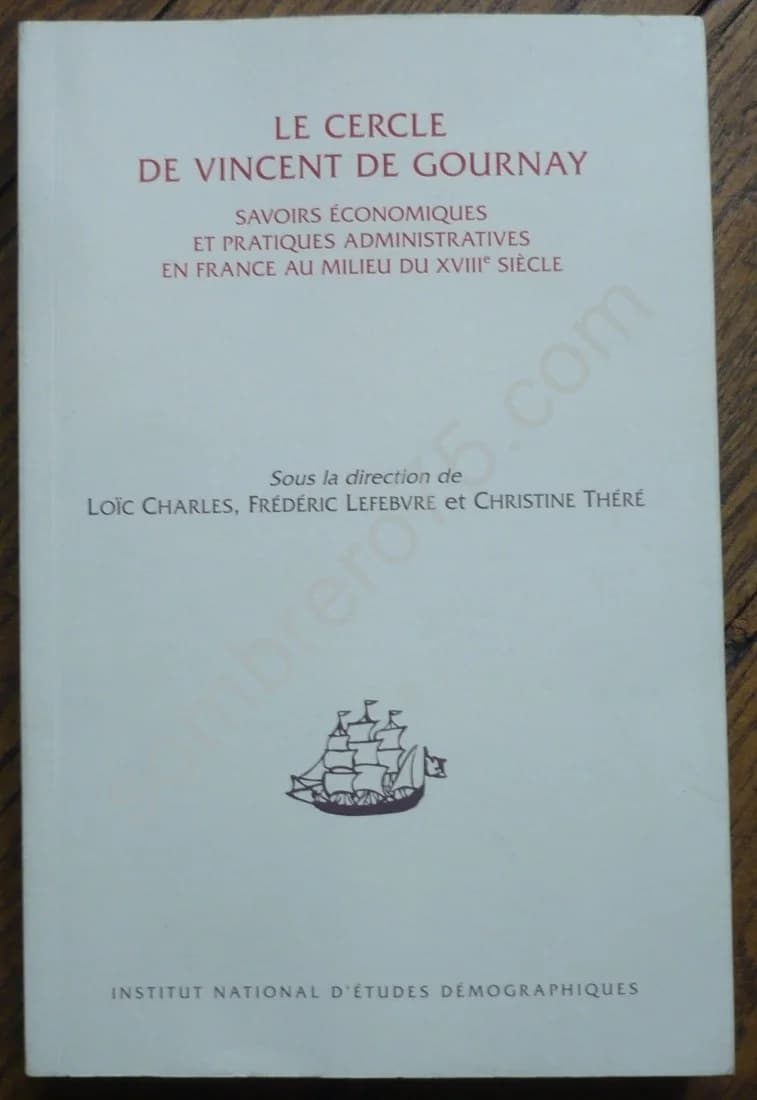 LE CERCLE
DE VINCENT DE GOURNAY
SAVOIRS ÉCONOMIQUES
ET PRATIQUES ADMINISTRATIVES
EN FRANCE AU MILIEU DU XVIIIe SIÈCLE
Sous la direction de
LOÏC CHARLES, FRÉDÉRIC LEFEBVRE et CHRISTINE THÉRÉ
INSTITUT NATIONAL D'ÉTUDES DÉMOGRAPHIQUES